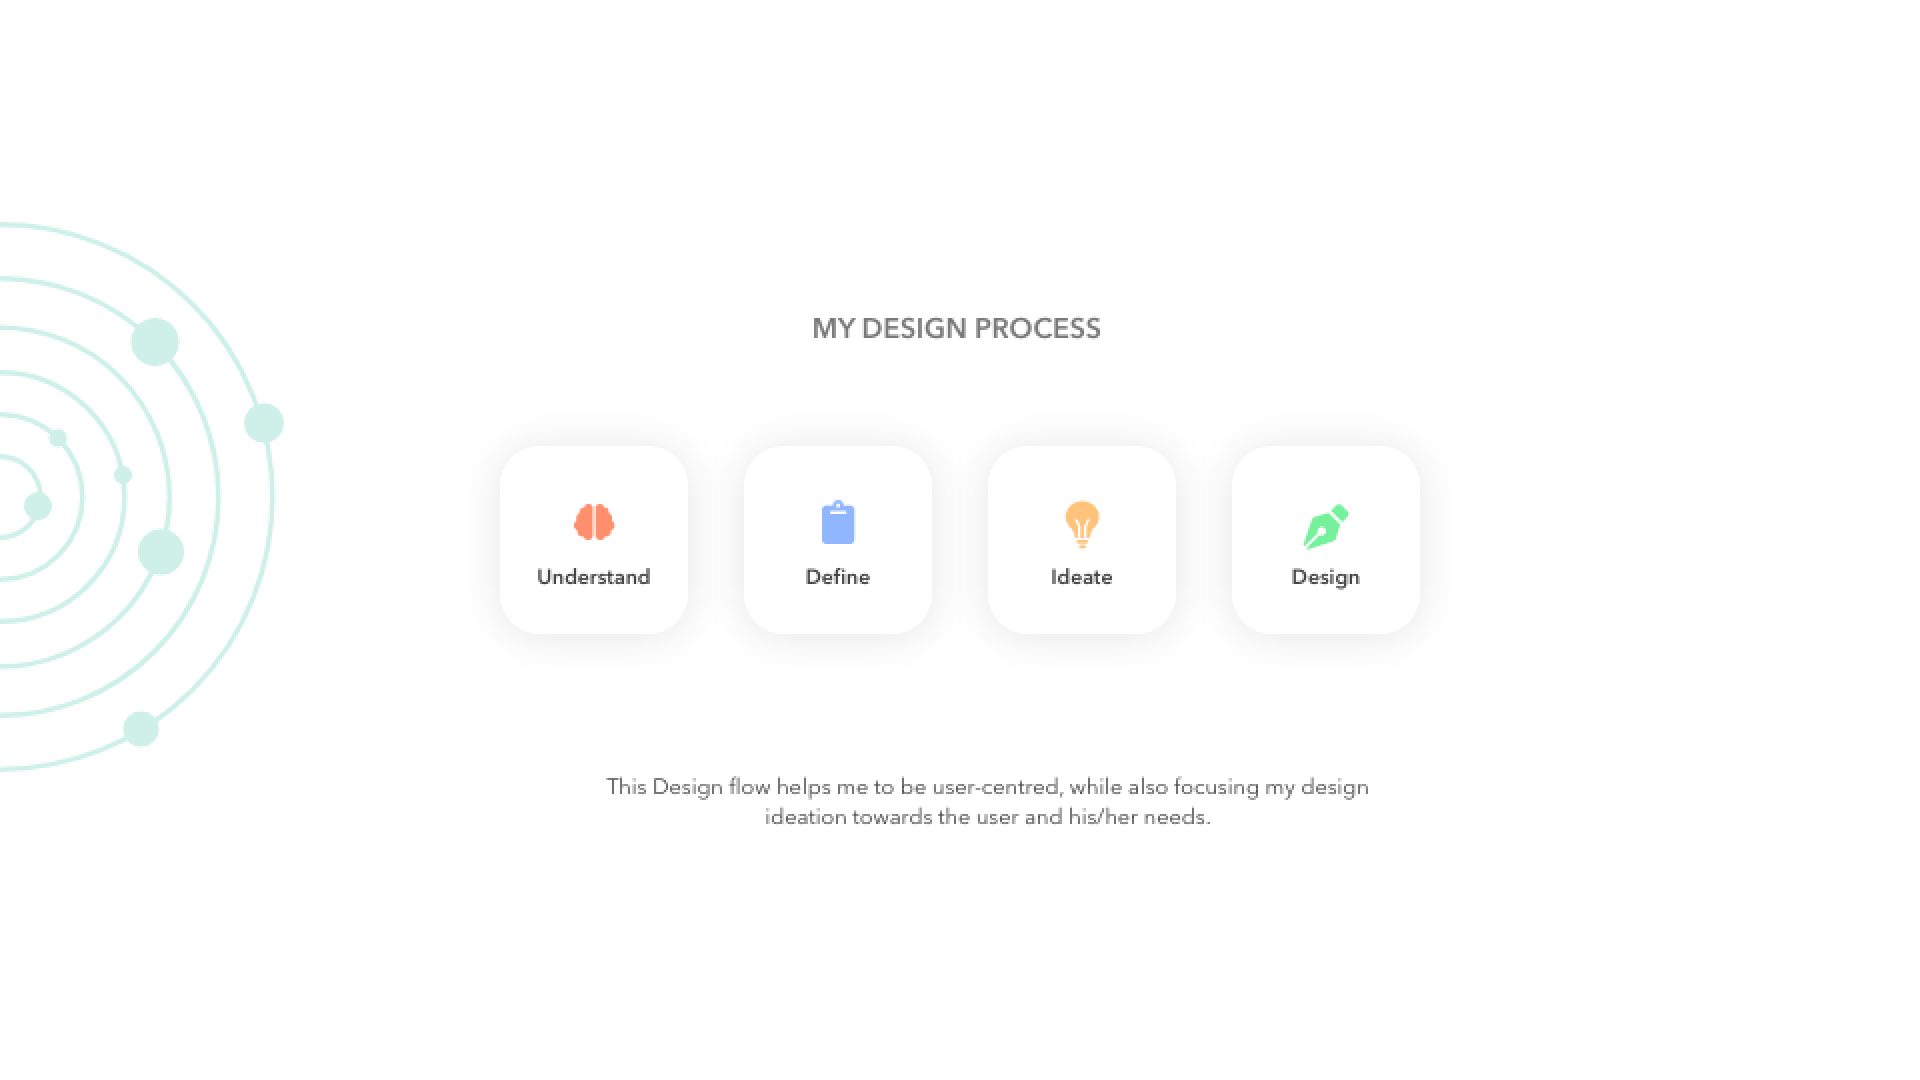 MY DESIGN PROCESS
Understand
Define
Ideate
Design
This Design flow helps me to be user-centred, while also focusing my design
ideation towards the user and his/her needs.